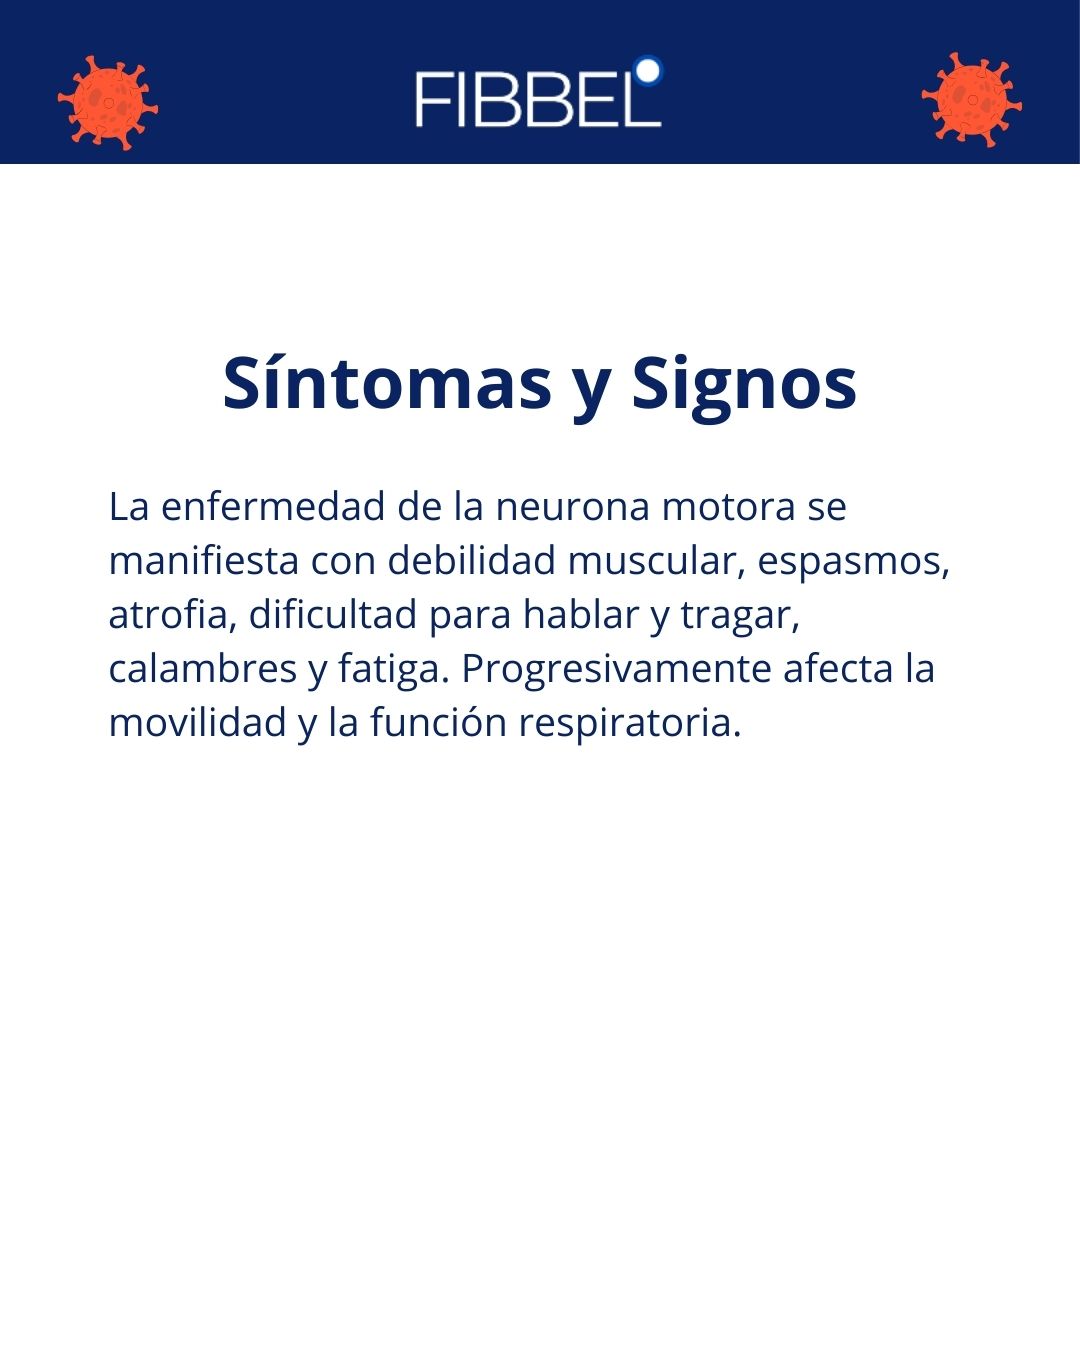 FIBBEL
Síntomas y Signos
La enfermedad de la neurona motora se
manifiesta con debilidad muscular, espasmos,
atrofia, dificultad para hablar y tragar,
calambres y fatiga. Progresivamente afecta la
movilidad y la función respiratoria.